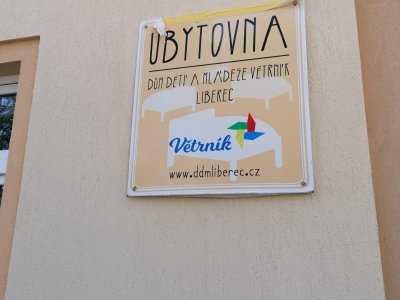 UBYTOVNA
DŮM DĚTÍ A MLÁDEŽE VĚTRNÍK
LIBEREC
Větrník
www.ddmliberec.cz